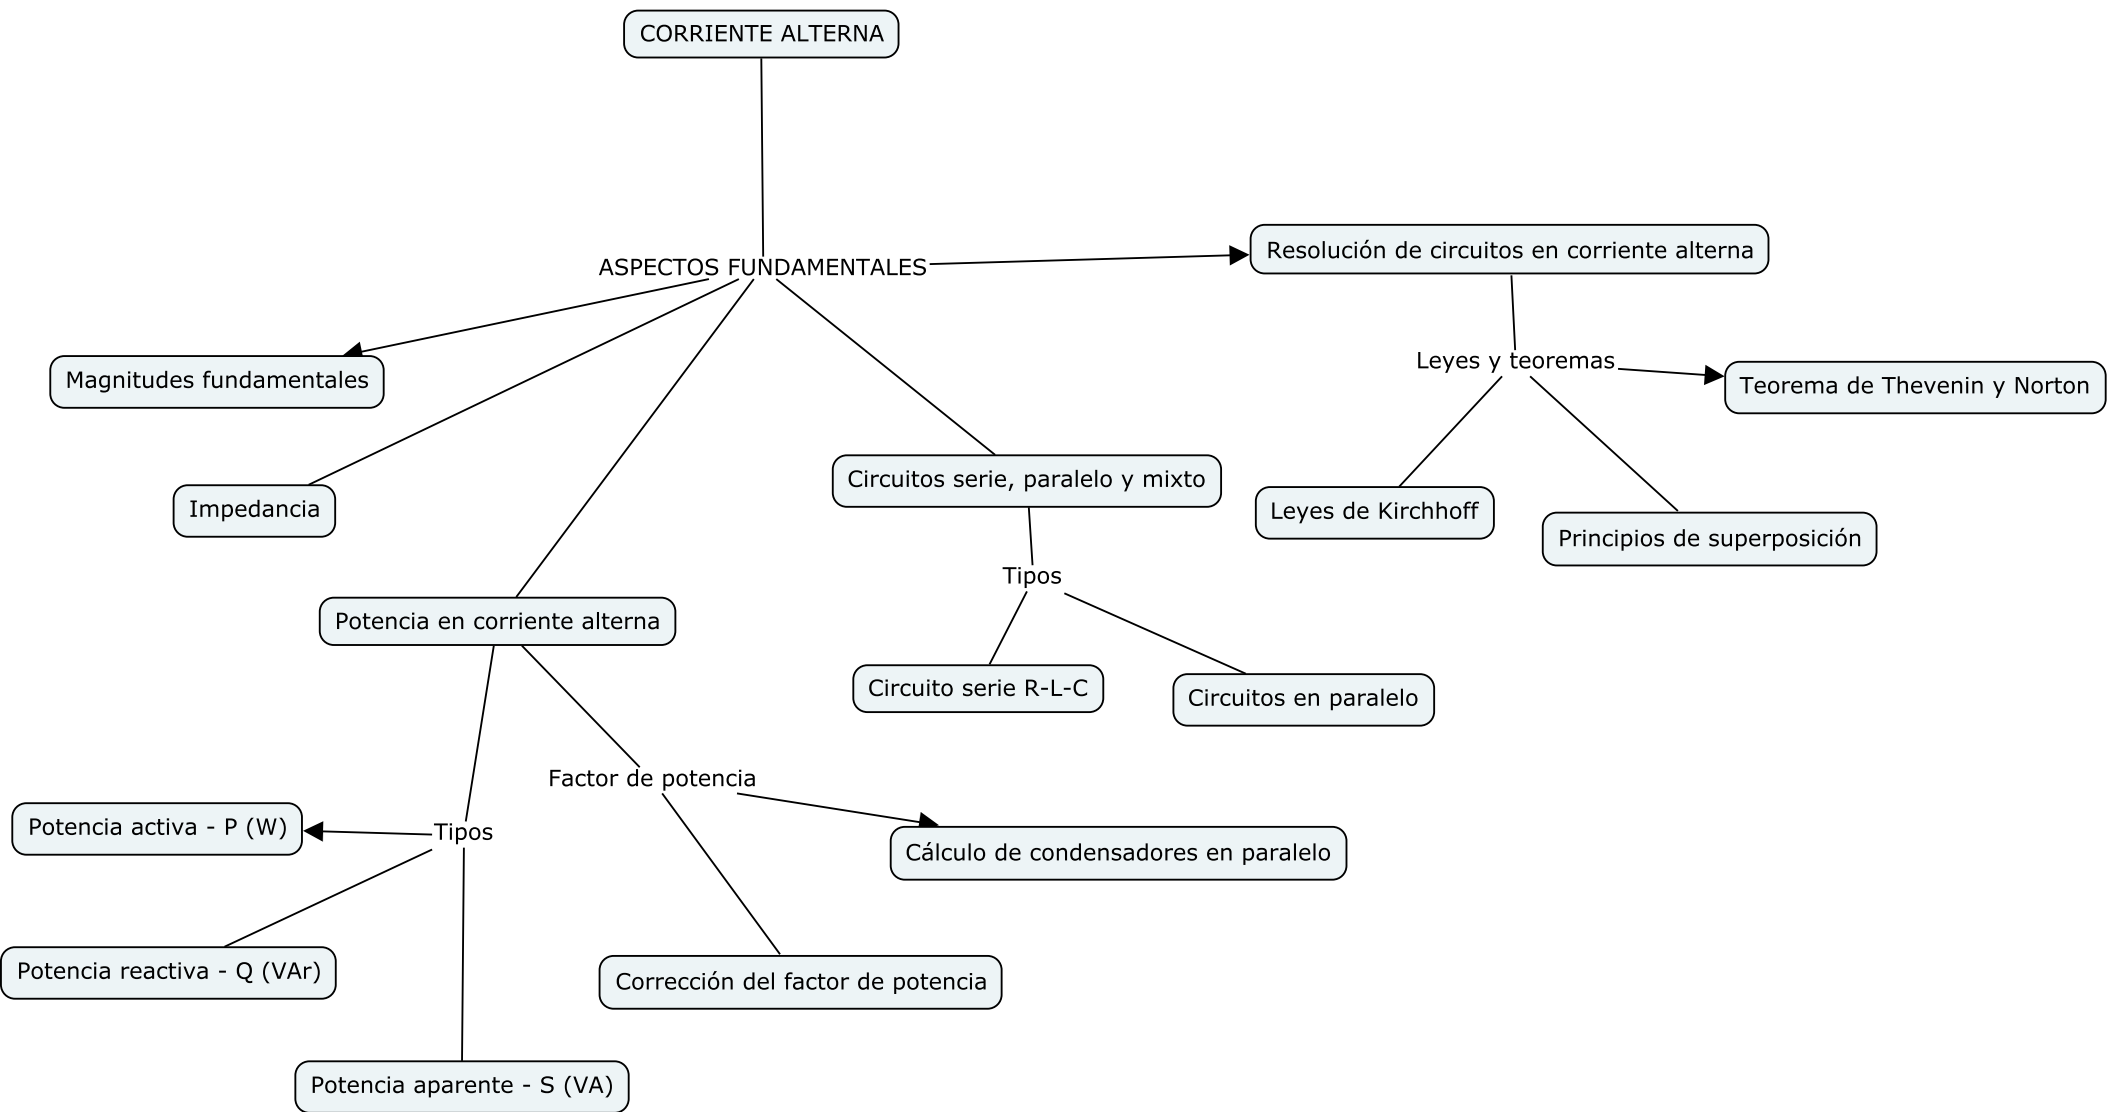 CORRIENTE ALTERNA
ASPECTOS FUNDAMENTALES
Resolución de circuitos en corriente alterna
Magnitudes fundamentales
Leyes y teoremas
Teorema de Thevenin y Norton
Impedancia
Circuitos serie, paralelo y mixto
Leyes de Kirchhoff
Principios de superposición
Tipos
Potencia en corriente alterna
Circuito serie R-L-C
Circuitos en paralelo
Factor de potencia
Potencia activa - P (W)
Tipos
Cálculo de condensadores en paralelo
Potencia reactiva - Q (VAr)
Corrección del factor de potencia
Potencia aparente - S (VA)